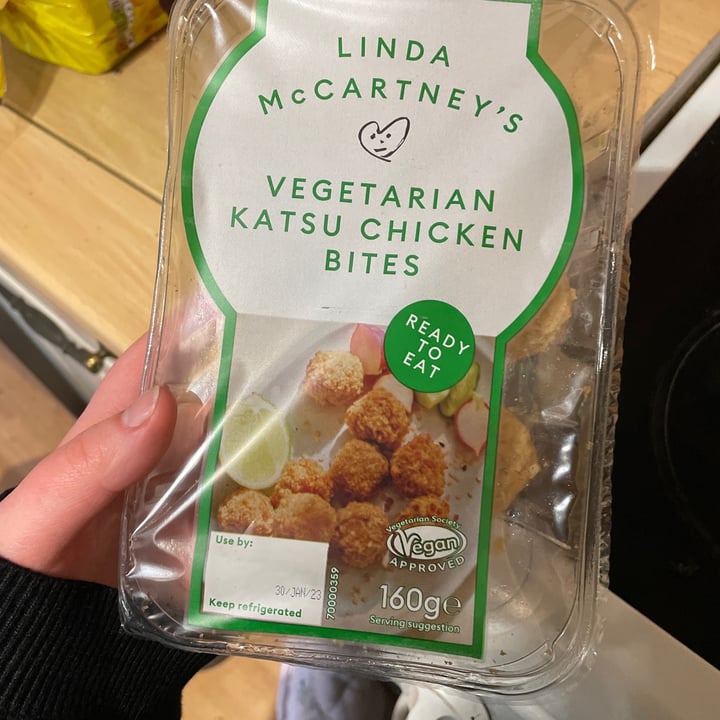 LINDA
McCARTNEY'S
VEGETARIAN
KATSU CHICKEN
BITES
READY
TO
EAT
Use by:
30/JAN/23
Keep refrigerated
70000359
Vegetarian Society
Vegan
APPROVED
160g℮
Serving suggestion